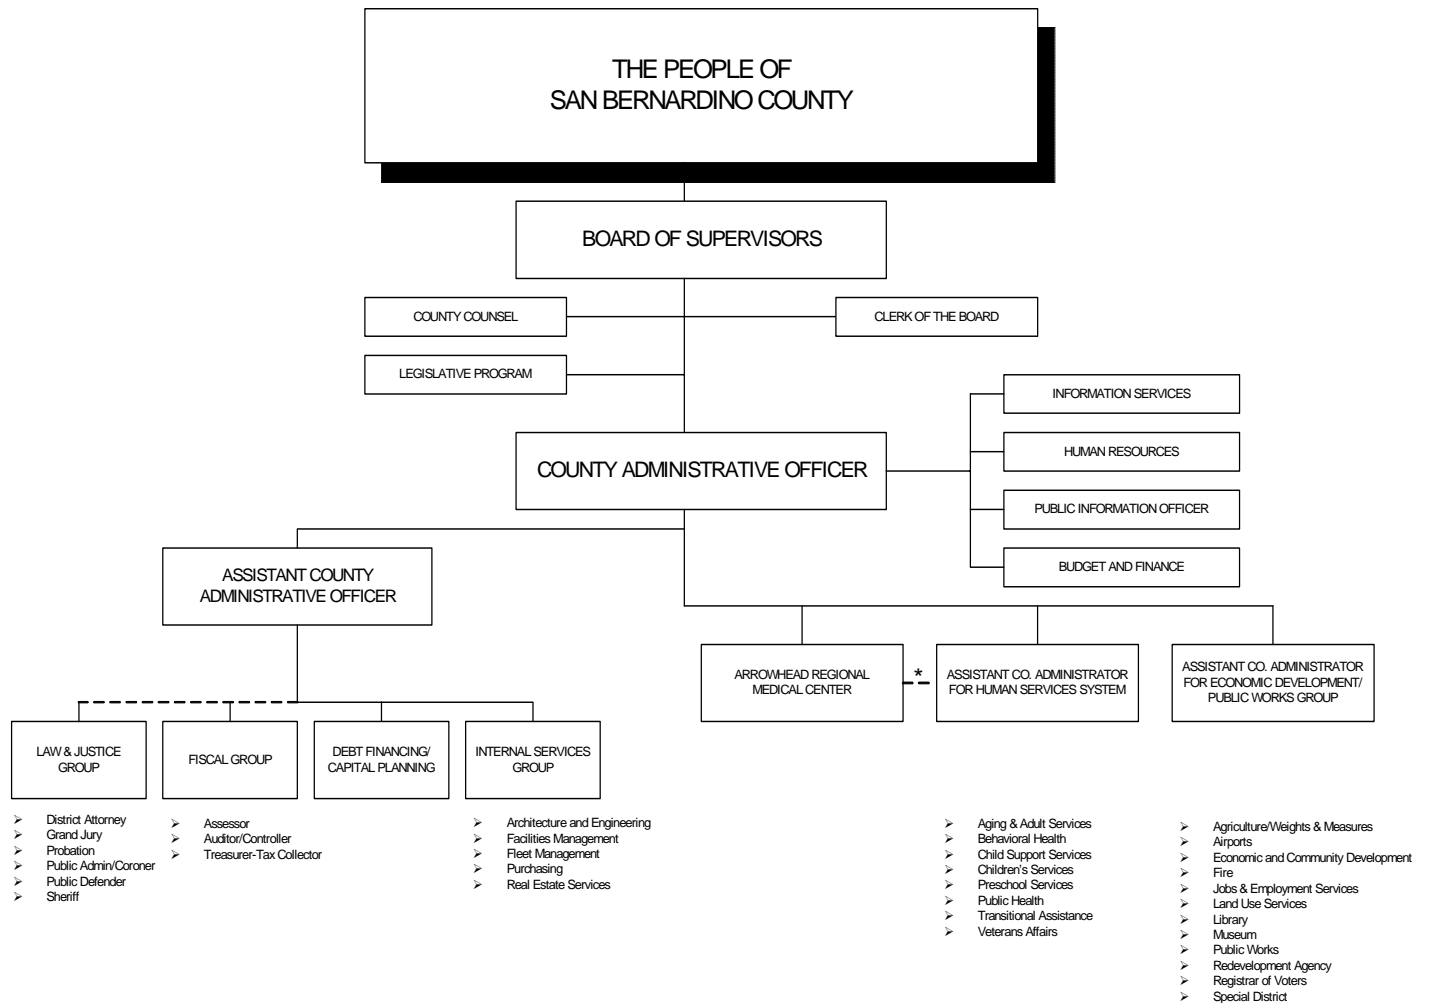 THE PEOPLE OF
SAN BERNARDINO COUNTY
BOARD OF SUPERVISORS
COUNTY COUNSEL
CLERK OF THE BOARD
LEGISLATIVE PROGRAM
INFORMATION SERVICES
HUMAN RESOURCES
COUNTY ADMINISTRATIVE OFFICER
PUBLIC INFORMATION OFFICER
BUDGET AND FINANCE
ASSISTANT COUNTY
ADMINISTRATIVE OFFICER
ARROWHEAD REGIONAL
MEDICAL CENTER
*
ASSISTANT CO. ADMINISTRATOR
FOR HUMAN SERVICES SYSTEM
ASSISTANT CO. ADMINISTRATOR
FOR ECONOMIC DEVELOPMENT/
PUBLIC WORKS GROUP
LAW & JUSTICE
GROUP
FISCAL GROUP
DEBT FINANCING/
CAPITAL PLANNING
INTERNAL SERVICES
GROUP
➢ District Attorney
➢ Grand Jury
➢ Probation
➢ Public Admin/Coroner
➢ Public Defender
➢ Sheriff
➢ Assessor
➢ Auditor/Controller
➢ Treasurer-Tax Collector
➢ Architecture and Engineering
➢ Facilities Management
➢ Fleet Management
➢ Purchasing
➢ Real Estate Services
➢ Aging & Adult Services
➢ Behavioral Health
➢ Child Support Services
➢ Children's Services
➢ Preschool Services
➢ Public Health
➢ Transitional Assistance
➢ Veterans Affairs
➢ Agriculture/Weights & Measures
➢ Airports
➢ Economic and Community Development
➢ Fire
➢ Jobs & Employment Services
➢ Land Use Services
➢ Library
➢ Museum
➢ Public Works
➢ Redevelopment Agency
➢ Registrar of Voters
➢ Special District